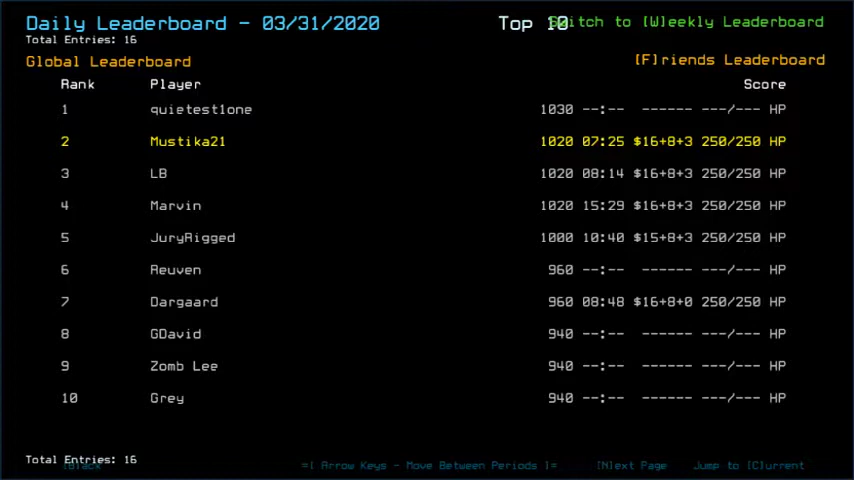 Daily Leaderboard - 03/31/2020 Top 10 Switch to [W]eekly Leaderboard
Total Entries: 16
Global Leaderboard [F]riends Leaderboard
Rank Player Score
1 quietest1one 1030 --:-- ------ ---/--- HP
2 Mustika21 1020 07:25 $16+8+3 250/250 HP
3 LB 1020 08:14 $16+8+3 250/250 HP
4 Marvin 1020 15:29 $16+8+3 250/250 HP
5 JuryRigged 1000 10:40 $15+8+3 250/250 HP
6 Reuven 960 --:-- ------ ---/--- HP
7 Dargaard 960 08:48 $16+8+0 250/250 HP
8 GDavid 940 --:-- ------ ---/--- HP
9 Zomb Lee 940 --:-- ------ ---/--- HP
10 Grey 940 --:-- ------ ---/--- HP
Total Entries: 16
[B]ack =[ Arrow Keys - Move Between Periods ]= [N]ext Page Jump to [C]urrent